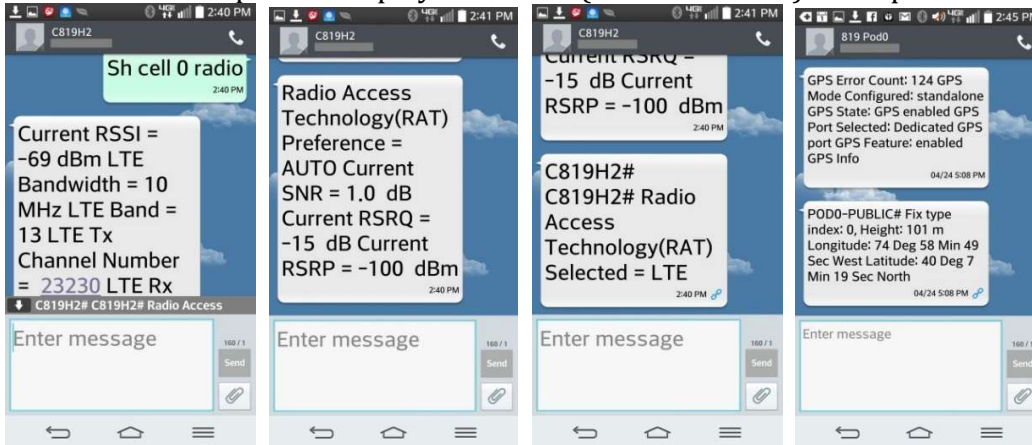 2:40 PM
C819H2
Sh cell 0 radio
2:40 PM
Current RSSI =
-69 dBm LTE
Bandwidth = 10
MHz LTE Band =
13 LTE Tx
Channel Number
= 23230 LTE Rx
C819H2# C819H2# Radio Access
Enter message
160 / 1
Send
2:41 PM
C819H2
Radio Access
Technology(RAT)
Preference =
AUTO Current
SNR = 1.0 dB
Current RSRQ =
-15 dB Current
RSRP = -100 dBm
2:40 PM
Enter message
160 / 1
Send
2:41 PM
C819H2
Current RSRQ =
-15 dB Current
RSRP = -100 dBm
2:40 PM
C819H2#
C819H2# Radio
Access
Technology(RAT)
Selected = LTE
2:40 PM
Enter message
160 / 1
Send
2:45 PM
819 Pod0
GPS Error Count: 124 GPS
Mode Configured: standalone
GPS State: GPS enabled GPS
Port Selected: Dedicated GPS
port GPS Feature: enabled
GPS Info
04/24 5:08 PM
POD0-PUBLIC# Fix type
index: 0, Height: 101 m
Longitude: 74 Deg 58 Min 49
Sec West Latitude: 40 Deg 7
Min 19 Sec North
04/24 5:08 PM
Enter message
160 / 1
Send